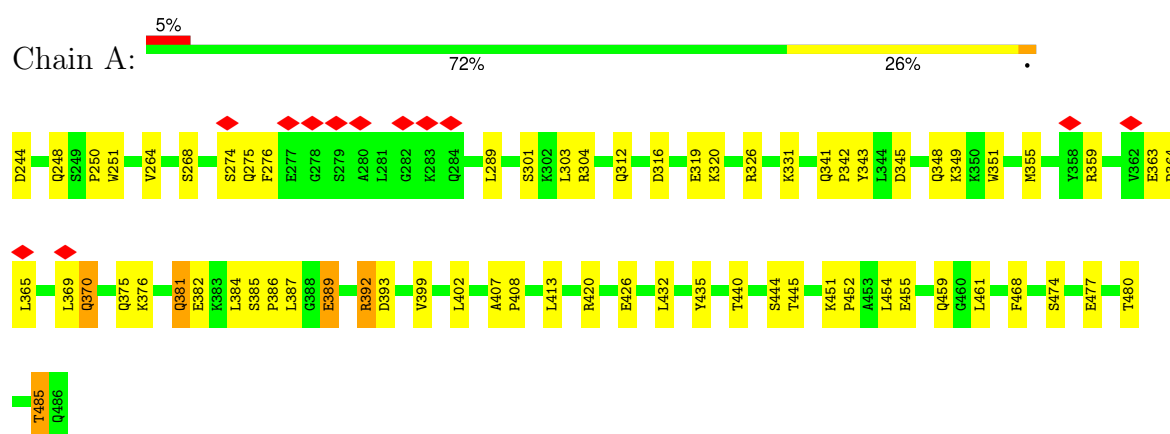 5%
Chain A:
72% 26% •
D244 Q248 S249 P250 W251 V264 S268 S274 Q275 F276 E277 G278 S279 A280 L281 G282 K283 Q284 L289 S301 K302 L303 R304 Q312 D316 E319 K320 R326 K331 Q341 P342 Y343 L344 D345 Q348 K349 K350 W351 M355 Y358 R359 V362 E363
L365 L369 Q370 Q375 K376 Q381 E382 K383 L384 S385 P386 L387 G388 E389 R392 D393 V399 L402 A407 P408 L413 R420 E426 L432 Y435 T440 S444 T445 K451 P452 A453 L454 E455 Q459 G460 L461 F468 S474 E477 T480
T485 Q486